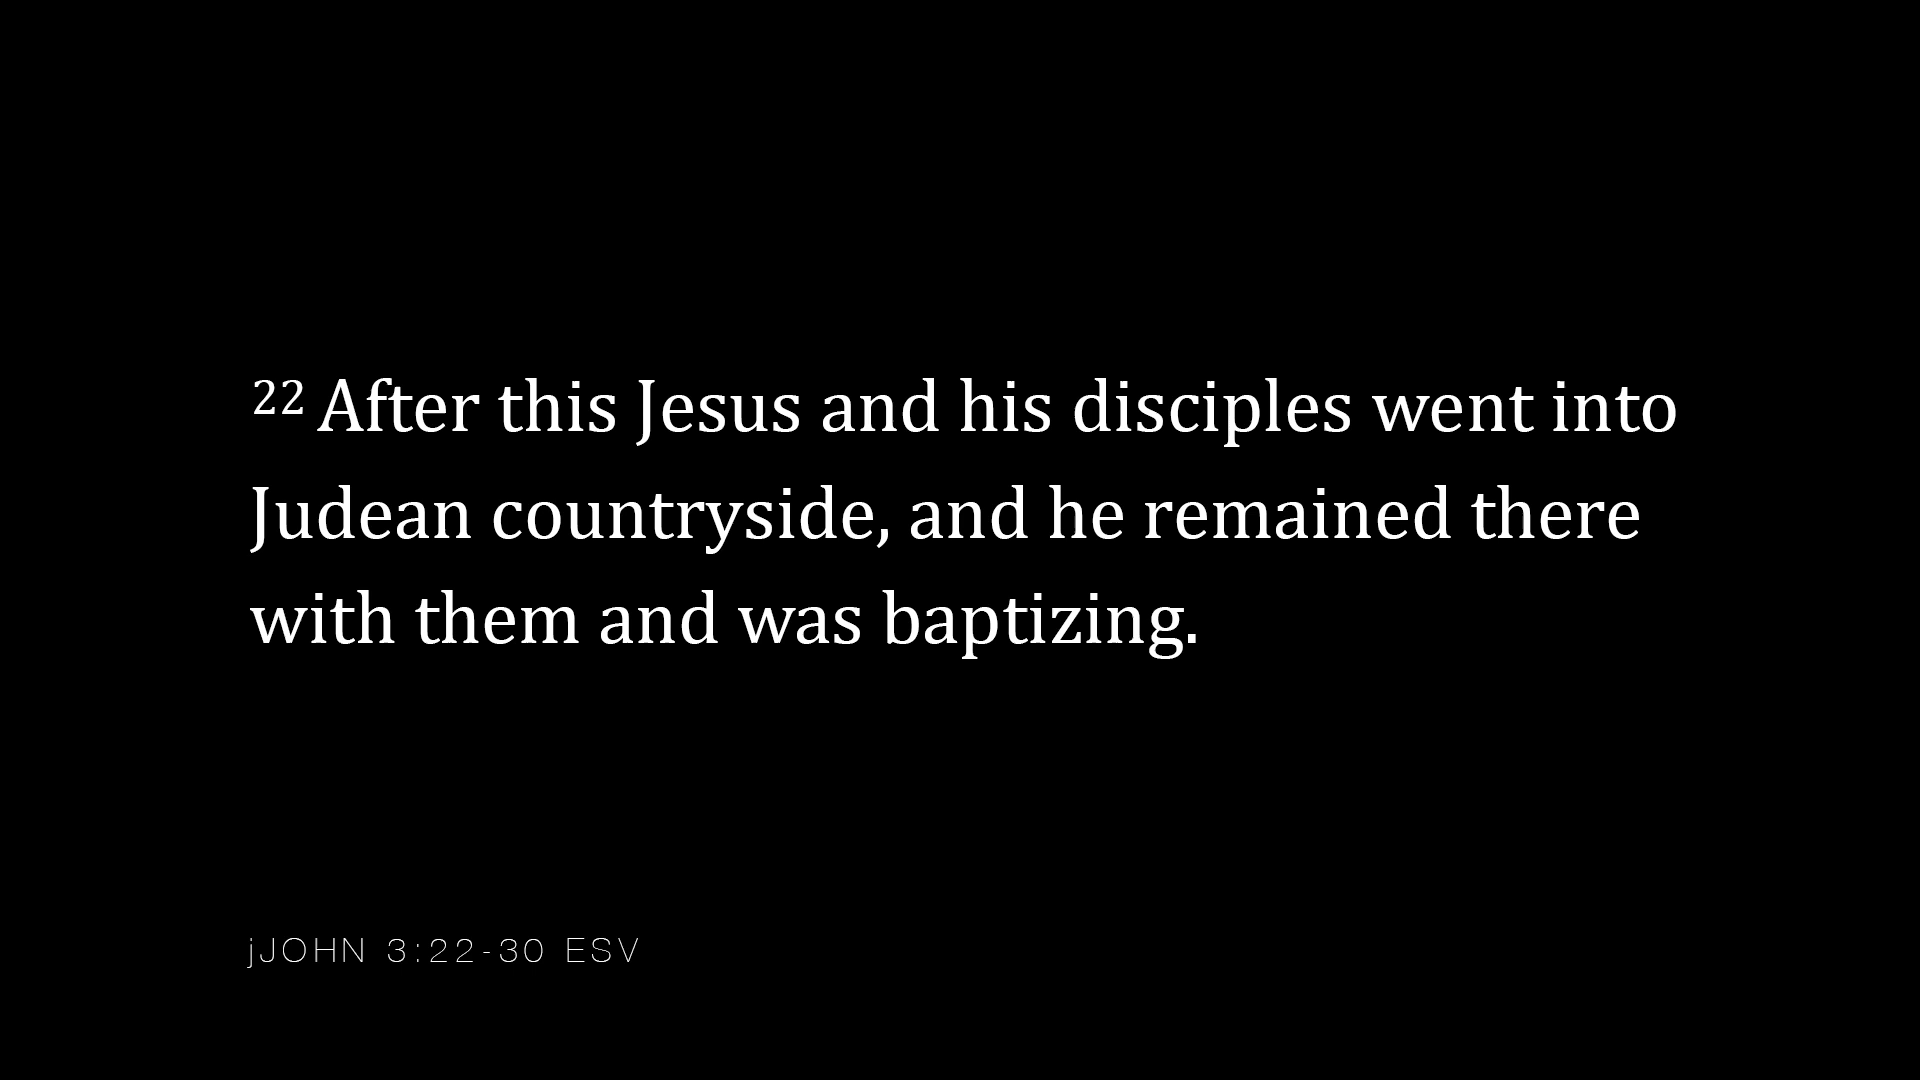 22 After this Jesus and his disciples went into
Judean countryside, and he remained there
with them and was baptizing.
jJOHN 3:22-30 ESV